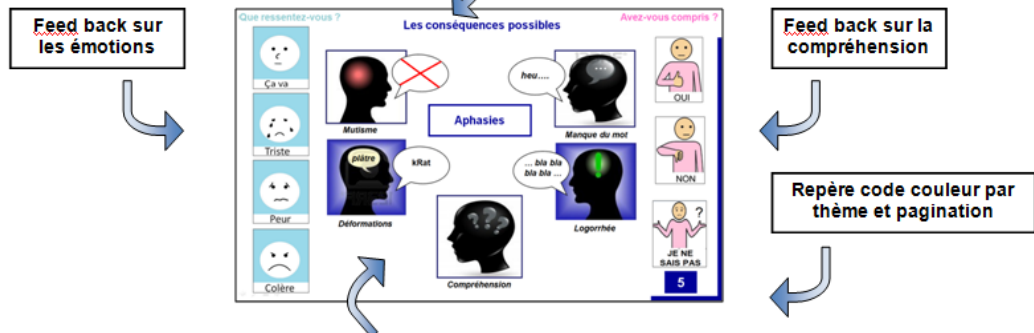 Feed back sur
les émotions
Que ressentez-vous ?
Les conséquences possibles
Avez-vous compris ?
Feed back sur la
compréhension
Ça va
Triste
Peur
Colère
Mutisme
heu....
...
Manque du mot
Aphasies
plâtre
kRat
Déformations
... bla bla
bla bla ...
!
Logorrhée
???
Compréhension
OUI
NON
?
JE NE
SAIS PAS
5
Repère code couleur par
thème et pagination